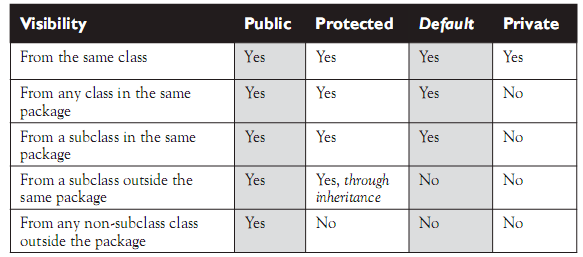 Visibility Public Protected Default Private
From the same class Yes Yes Yes Yes
From any class in the same Yes Yes Yes No
package
From a subclass in the same Yes Yes Yes No
package
From a subclass outside the Yes Yes, through No No
same package inheritance
From any non-subclass class Yes No No No
outside the package